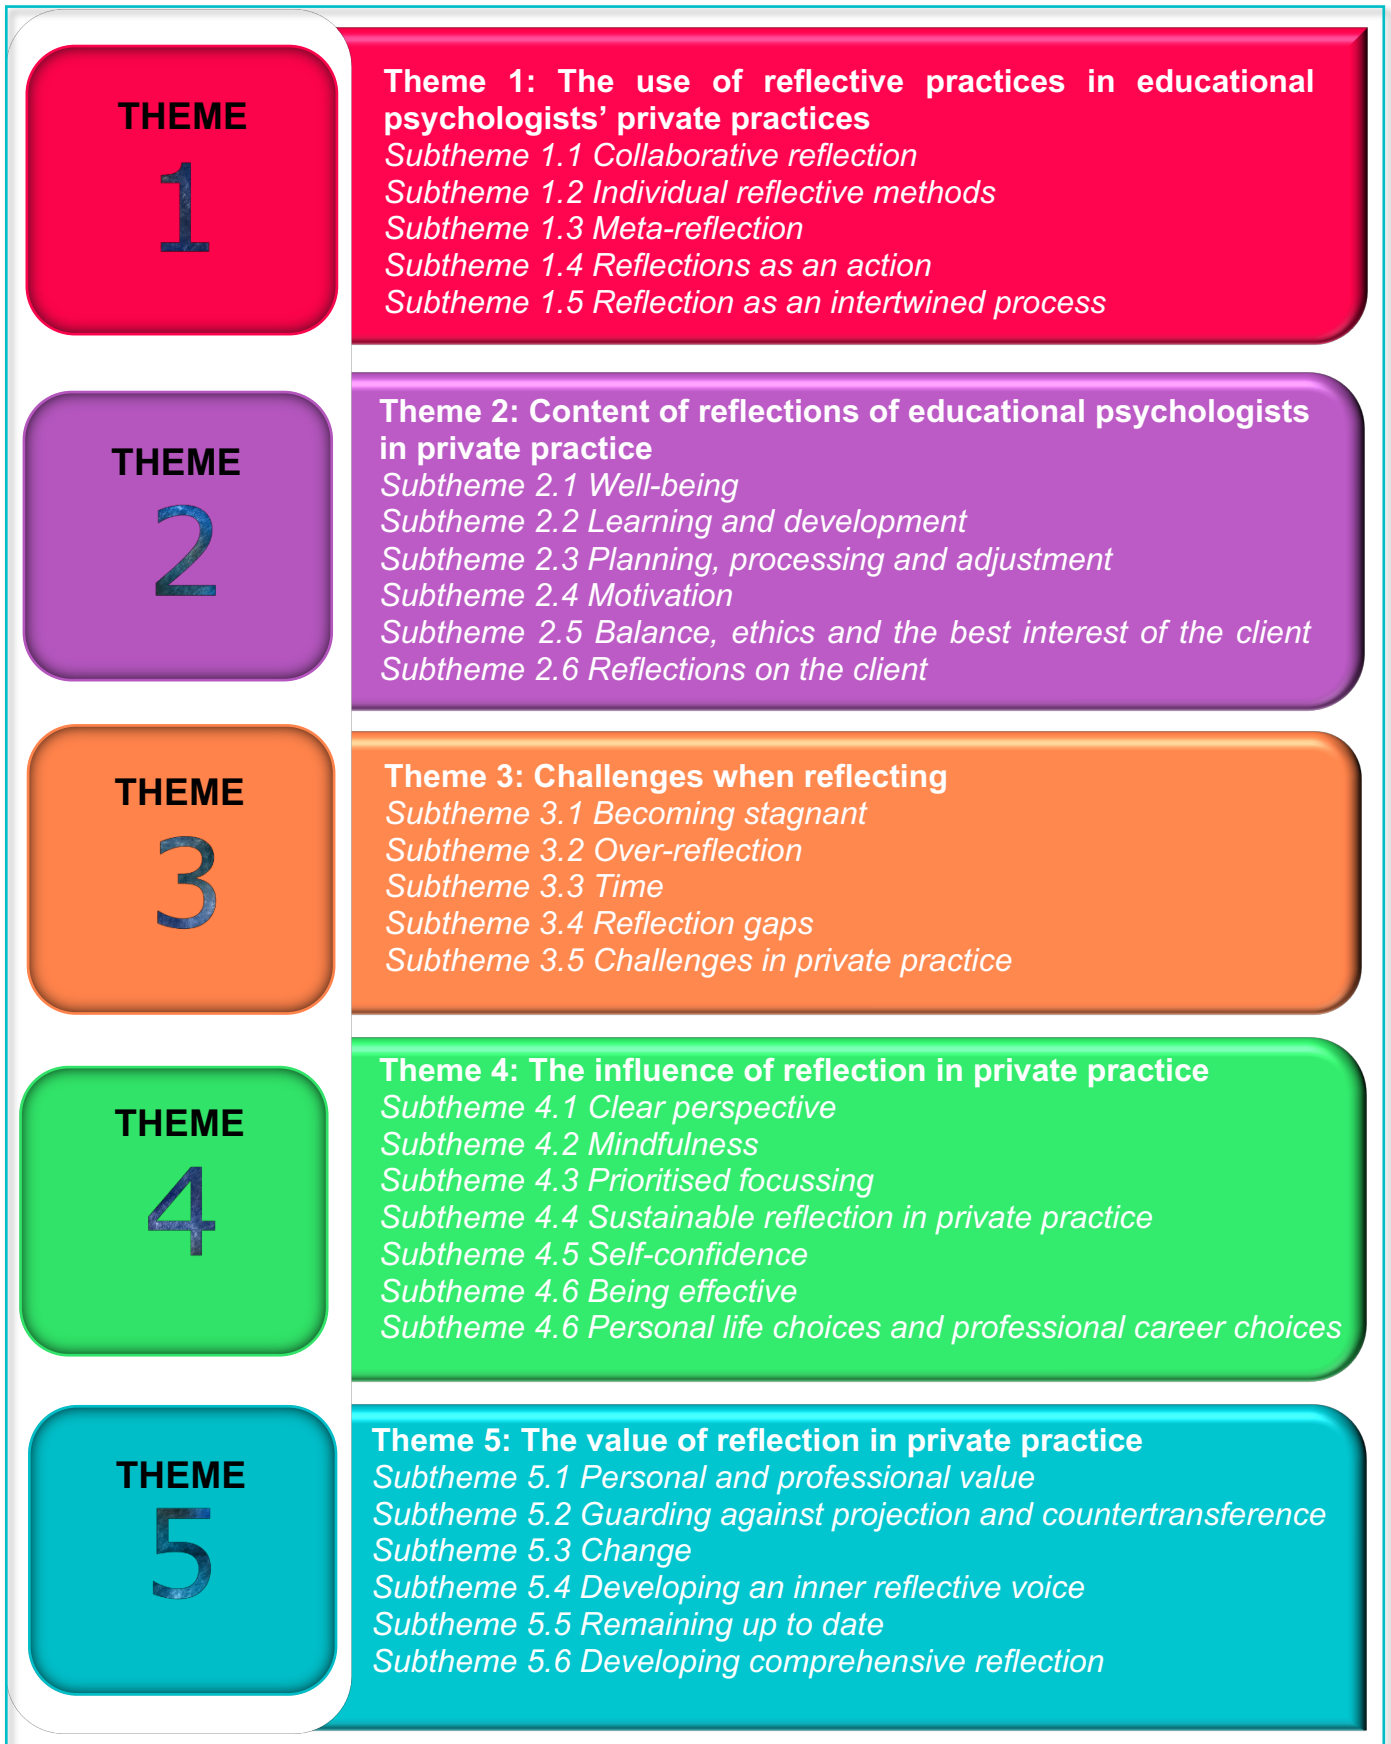 THEME
1
Theme 1: The use of reflective practices in educational
psychologists’ private practices
Subtheme 1.1 Collaborative reflection
Subtheme 1.2 Individual reflective methods
Subtheme 1.3 Meta-reflection
Subtheme 1.4 Reflections as an action
Subtheme 1.5 Reflection as an intertwined process
THEME
2
Theme 2: Content of reflections of educational psychologists
in private practice
Subtheme 2.1 Well-being
Subtheme 2.2 Learning and development
Subtheme 2.3 Planning, processing and adjustment
Subtheme 2.4 Motivation
Subtheme 2.5 Balance, ethics and the best interest of the client
Subtheme 2.6 Reflections on the client
THEME
3
Theme 3: Challenges when reflecting
Subtheme 3.1 Becoming stagnant
Subtheme 3.2 Over-reflection
Subtheme 3.3 Time
Subtheme 3.4 Reflection gaps
Subtheme 3.5 Challenges in private practice
THEME
4
Theme 4: The influence of reflection in private practice
Subtheme 4.1 Clear perspective
Subtheme 4.2 Mindfulness
Subtheme 4.3 Prioritised focussing
Subtheme 4.4 Sustainable reflection in private practice
Subtheme 4.5 Self-confidence
Subtheme 4.6 Being effective
Subtheme 4.6 Personal life choices and professional career choices
THEME
5
Theme 5: The value of reflection in private practice
Subtheme 5.1 Personal and professional value
Subtheme 5.2 Guarding against projection and countertransference
Subtheme 5.3 Change
Subtheme 5.4 Developing an inner reflective voice
Subtheme 5.5 Remaining up to date
Subtheme 5.6 Developing comprehensive reflection